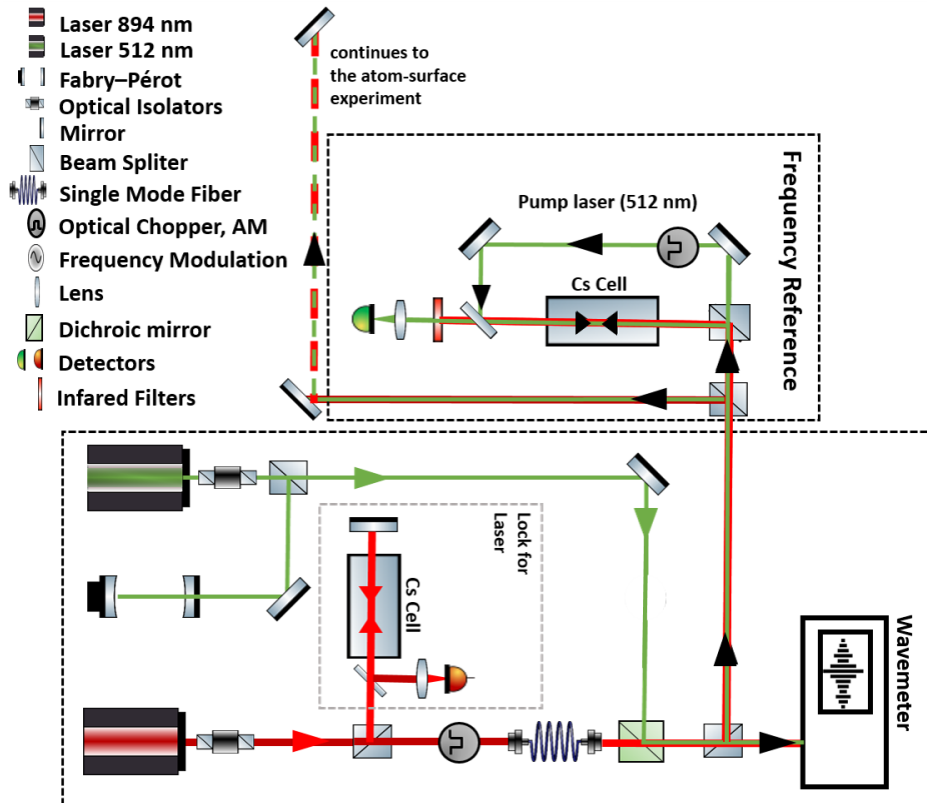 Laser 894 nm
Laser 512 nm
Fabry–Pérot
Optical Isolators
Mirror
Beam Spliter
Single Mode Fiber
Optical Chopper, AM
Frequency Modulation
Lens
Dichroic mirror
Detectors
Infared Filters
continues to
the atom-surface
experiment
Frequency Reference
Pump laser (512 nm)
Cs Cell
Lock for
Laser
Cs Cell
Wavemeter